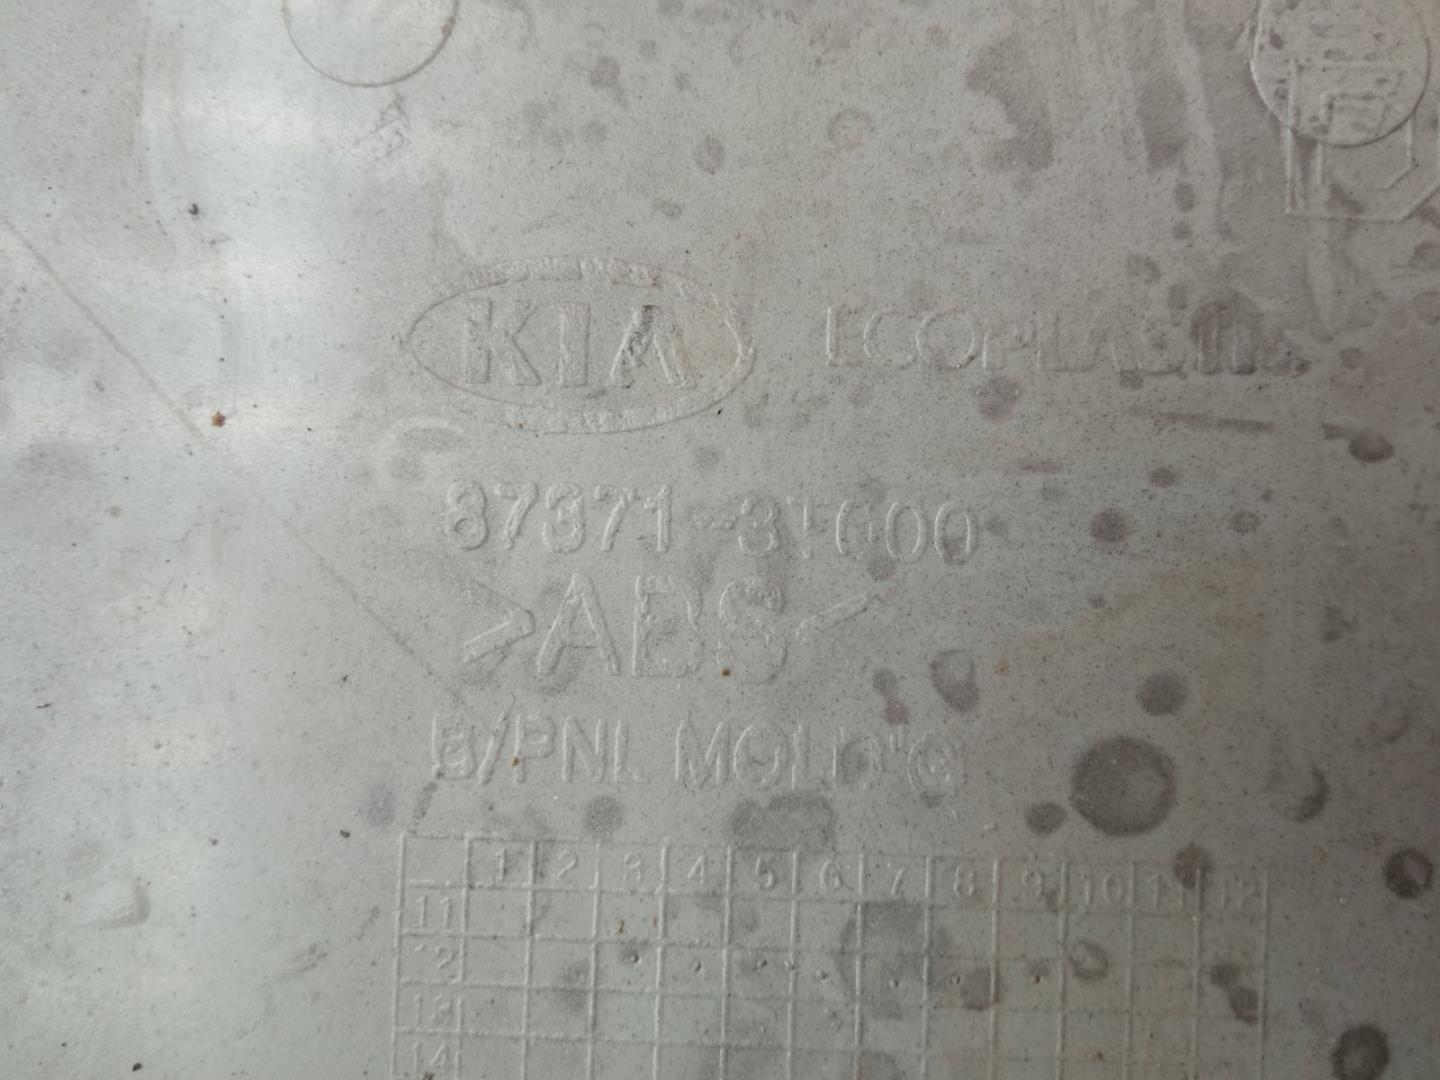 KIA ECOPLASTIC
87371-3T000
>ABS<
B/PNL MOLD'G
1 2 3 4 5 6 7 8 9 10 11 12
11
12
13
14